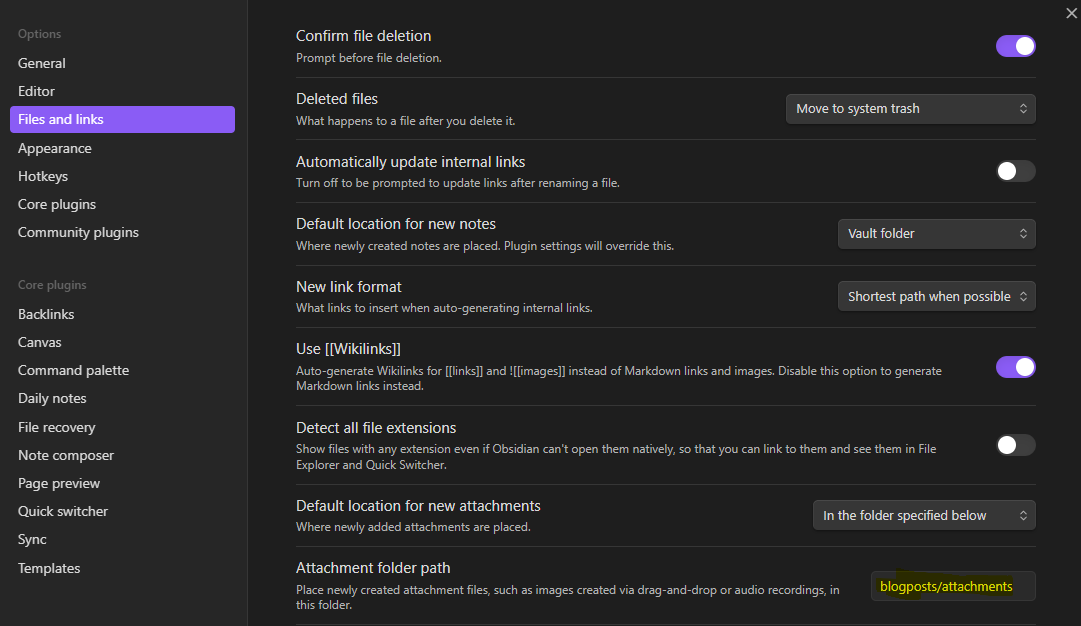 Options
General
Editor
Files and links
Appearance
Hotkeys
Core plugins
Community plugins
Core plugins
Backlinks
Canvas
Command palette
Daily notes
File recovery
Note composer
Page preview
Quick switcher
Sync
Templates
Confirm file deletion
Prompt before file deletion.
Deleted files
What happens to a file after you delete it.
Move to system trash
Automatically update internal links
Turn off to be prompted to update links after renaming a file.
Default location for new notes
Where newly created notes are placed. Plugin settings will override this.
Vault folder
New link format
What links to insert when auto-generating internal links.
Shortest path when possible
Use [[Wikilinks]]
Auto-generate Wikilinks for [[links]] and ![[images]] instead of Markdown links and images. Disable this option to generate
Markdown links instead.
Detect all file extensions
Show files with any extension even if Obsidian can't open them natively, so that you can link to them and see them in File
Explorer and Quick Switcher.
Default location for new attachments
Where newly added attachments are placed.
In the folder specified below
Attachment folder path
Place newly created attachment files, such as images created via drag-and-drop or audio recordings, in
this folder.
blogposts/attachments